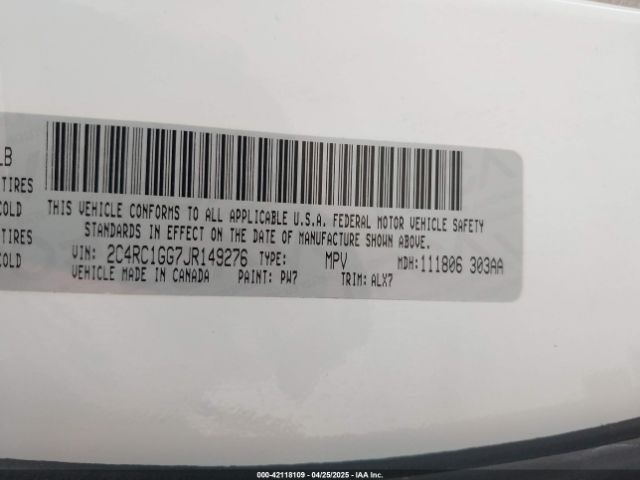 LB
TIRES
COLD
TIRES
COLD
THIS VEHICLE CONFORMS TO ALL APPLICABLE U.S.A. FEDERAL MOTOR VEHICLE SAFETY
STANDARDS IN EFFECT ON THE DATE OF MANUFACTURE SHOWN ABOVE.
VIN: 2C4RC1GG7JR149276 TYPE: MPV MDH:111806 303AA
VEHICLE MADE IN CANADA PAINT: PW7 TRIM: ALX7
000-42118109 - 04/25/2025 - IAA Inc.